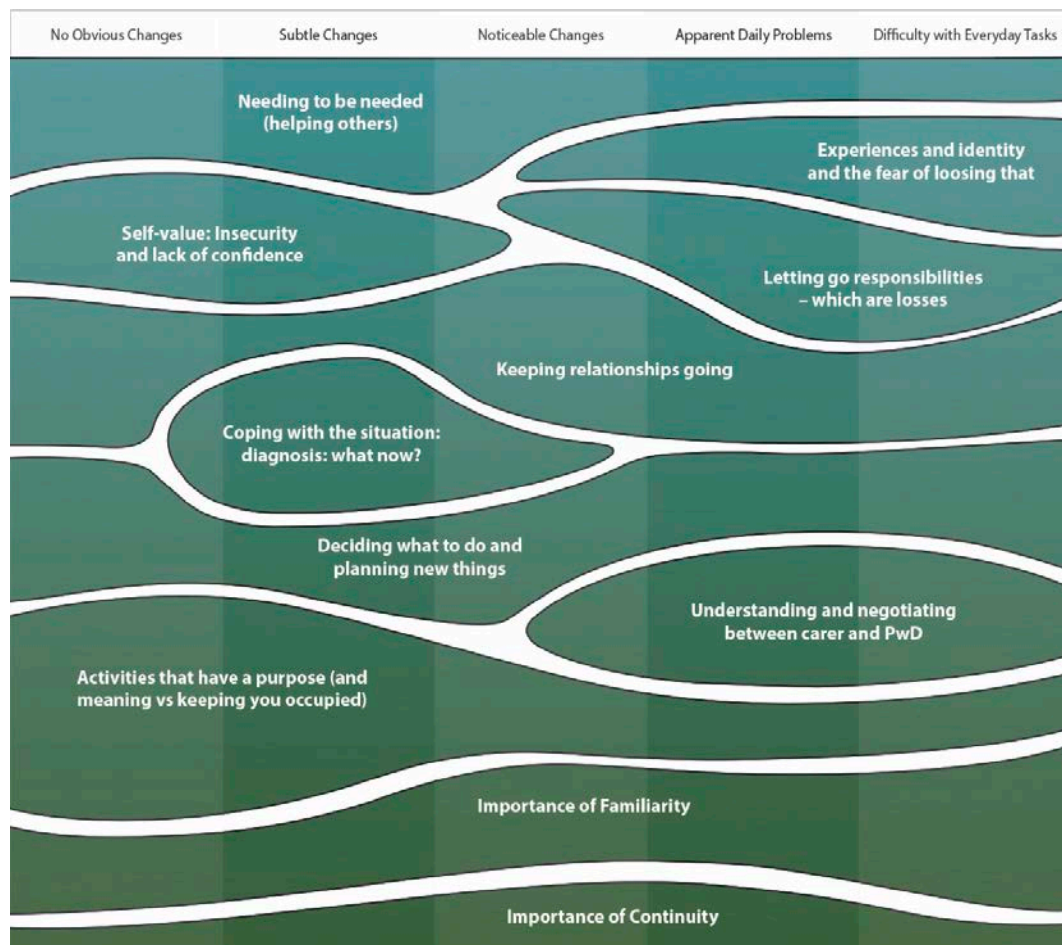 No Obvious Changes
Subtle Changes
Noticeable Changes
Apparent Daily Problems
Difficulty with Everyday Tasks
Needing to be needed
(helping others)
Experiences and identity
and the fear of loosing that
Self-value: Insecurity
and lack of confidence
Letting go responsibilities
– which are losses
Keeping relationships going
Coping with the situation:
diagnosis: what now?
Deciding what to do and
planning new things
Understanding and negotiating
between carer and PwD
Activities that have a purpose (and
meaning vs keeping you occupied)
Importance of Familiarity
Importance of Continuity